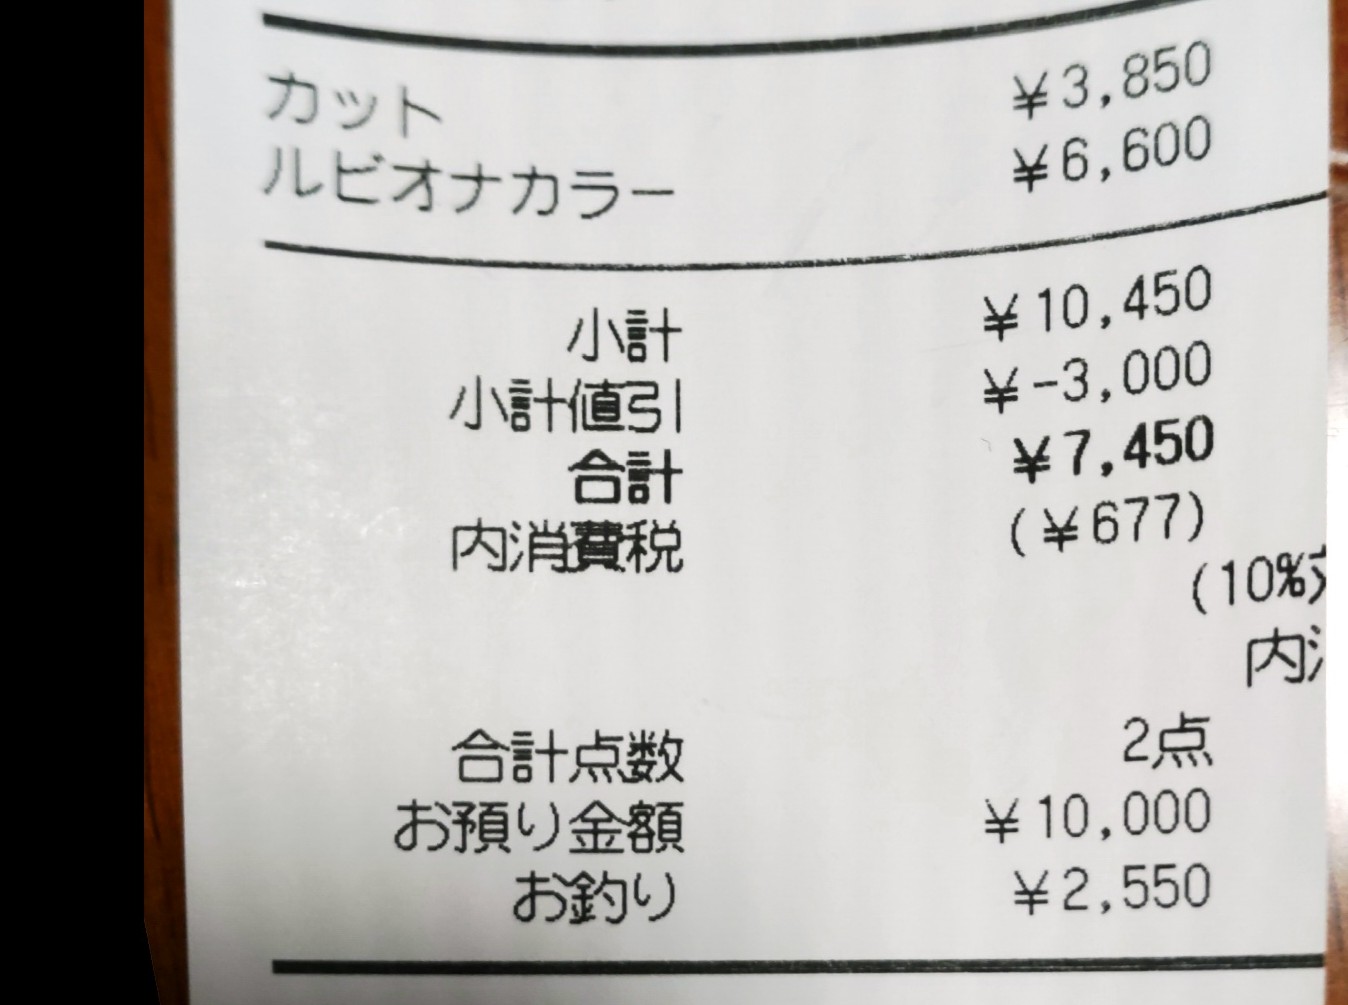 カット ¥3,850
ルビオナカラー ¥6,600
小計 ¥10,450
小計値引 ¥-3,000
合計 ¥7,450
内消費税 (¥677)
(10%
内
合計点数 2点
お預り金額 ¥10,000
お釣り ¥2,550